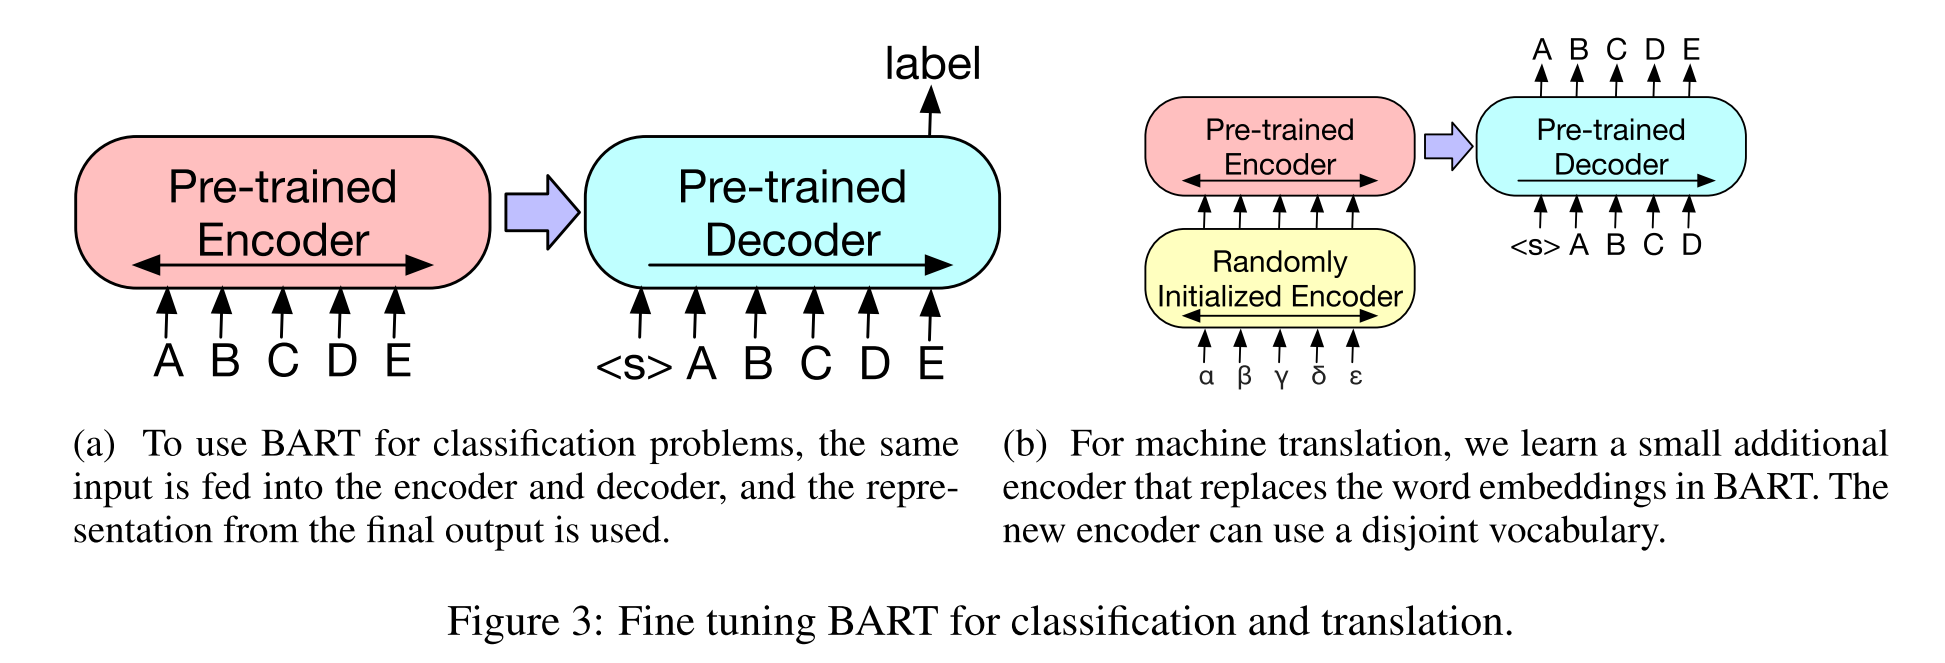 label
Pre-trained
Encoder
Pre-trained
Decoder
A B C D E
<s> A B C D E
A B C D E
Pre-trained
Encoder
Pre-trained
Decoder
<s> A B C D
Randomly
Initialized Encoder
α β γ δ ε
(a) To use BART for classification problems, the same
input is fed into the encoder and decoder, and the repre-
sentation from the final output is used.
(b) For machine translation, we learn a small additional
encoder that replaces the word embeddings in BART. The
new encoder can use a disjoint vocabulary.
Figure 3: Fine tuning BART for classification and translation.